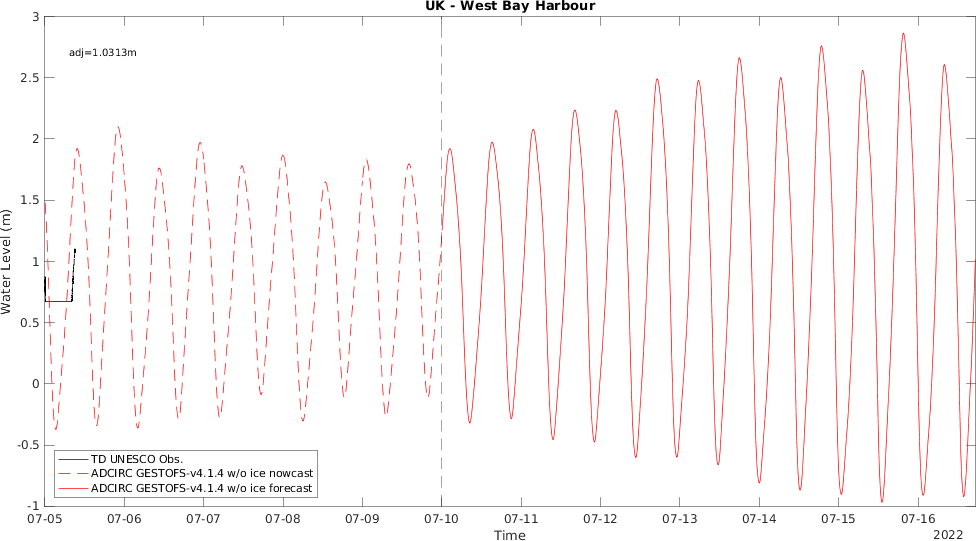 UK - West Bay Harbour
adj=1.0313m
3
2.5
2
1.5
1
0.5
0
-0.5
-1
Water Level (m)
TD UNESCO Obs.
ADCIRC GESTOFS-v4.1.4 w/o ice nowcast
ADCIRC GESTOFS-v4.1.4 w/o ice forecast
07-05 07-06 07-07 07-08 07-09 07-10 07-11 07-12 07-13 07-14 07-15 07-16
Time
2022